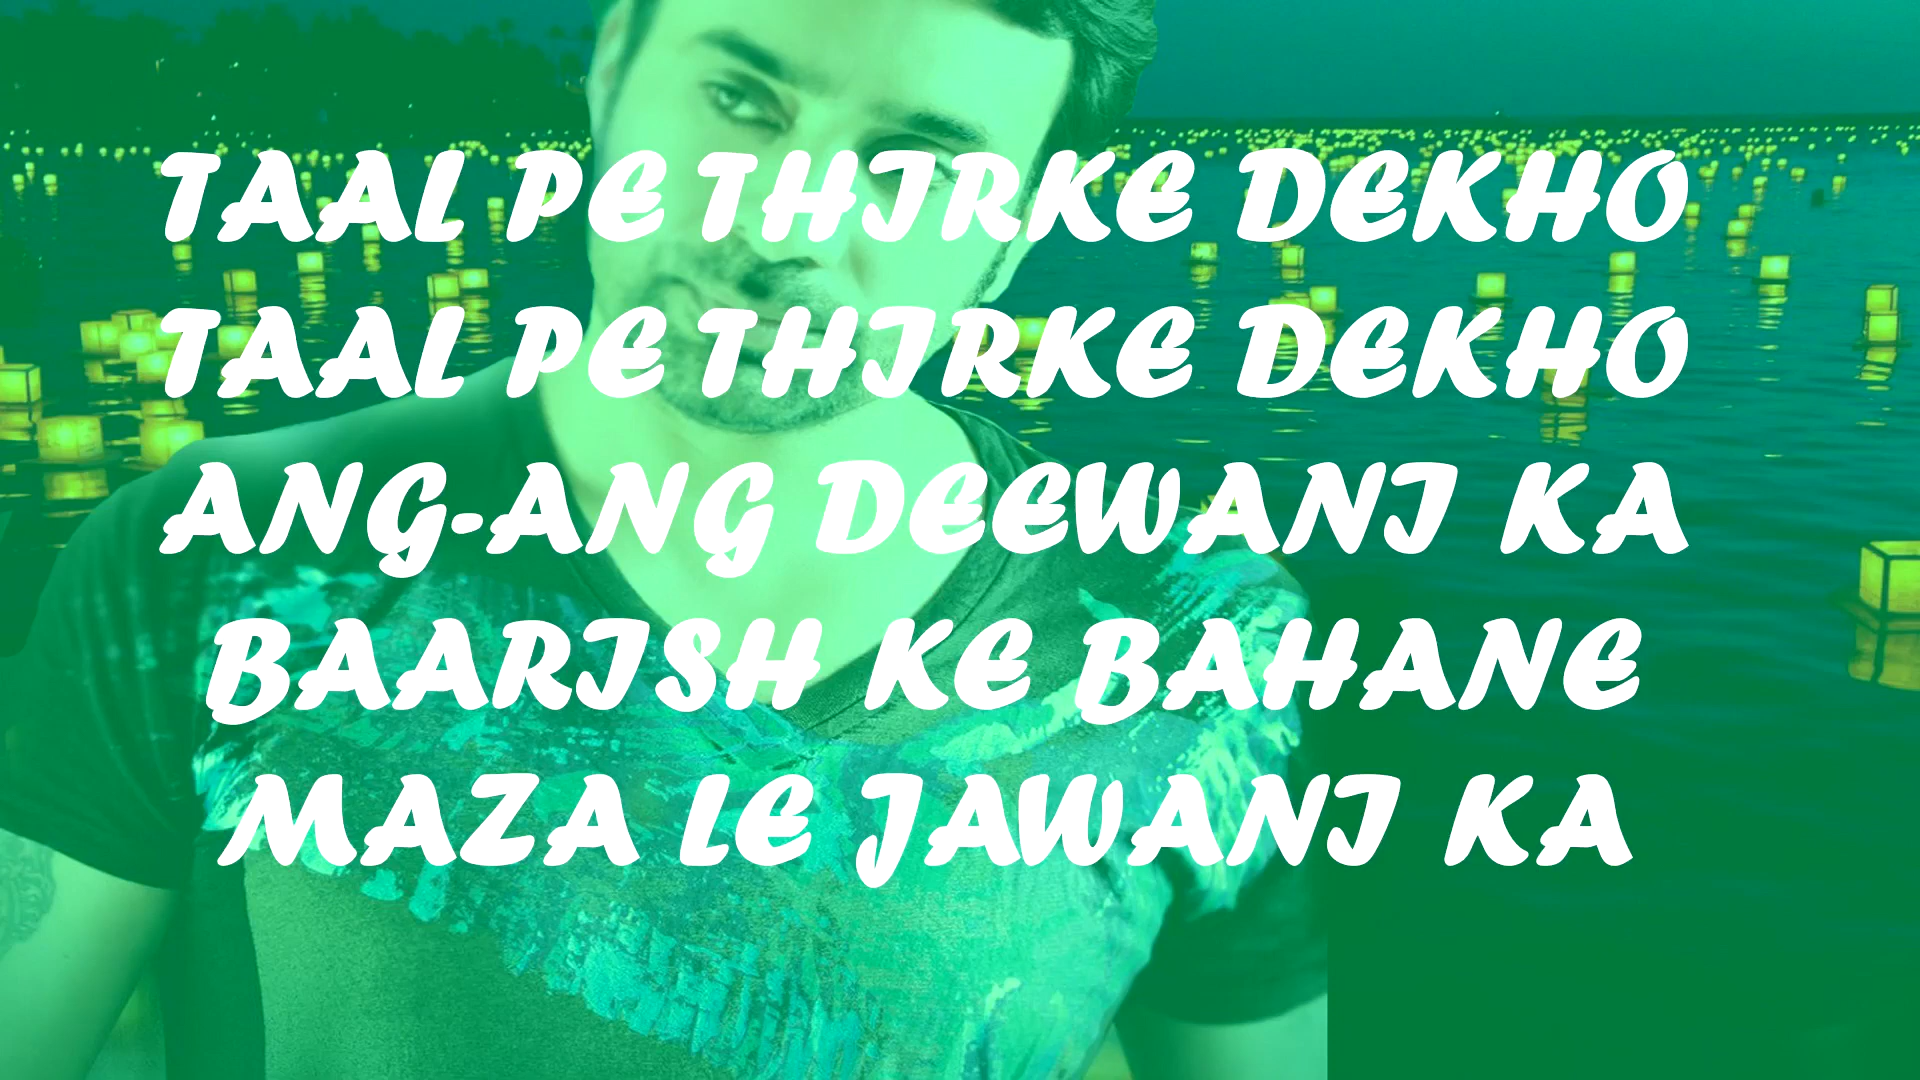 TAAL PE THIRKE DEKHO
TAAL PE THIRKE DEKHO
ANG-ANG DEEWANI KA
BAARISH KE BAHANE
MAZA LE JAWANI KA